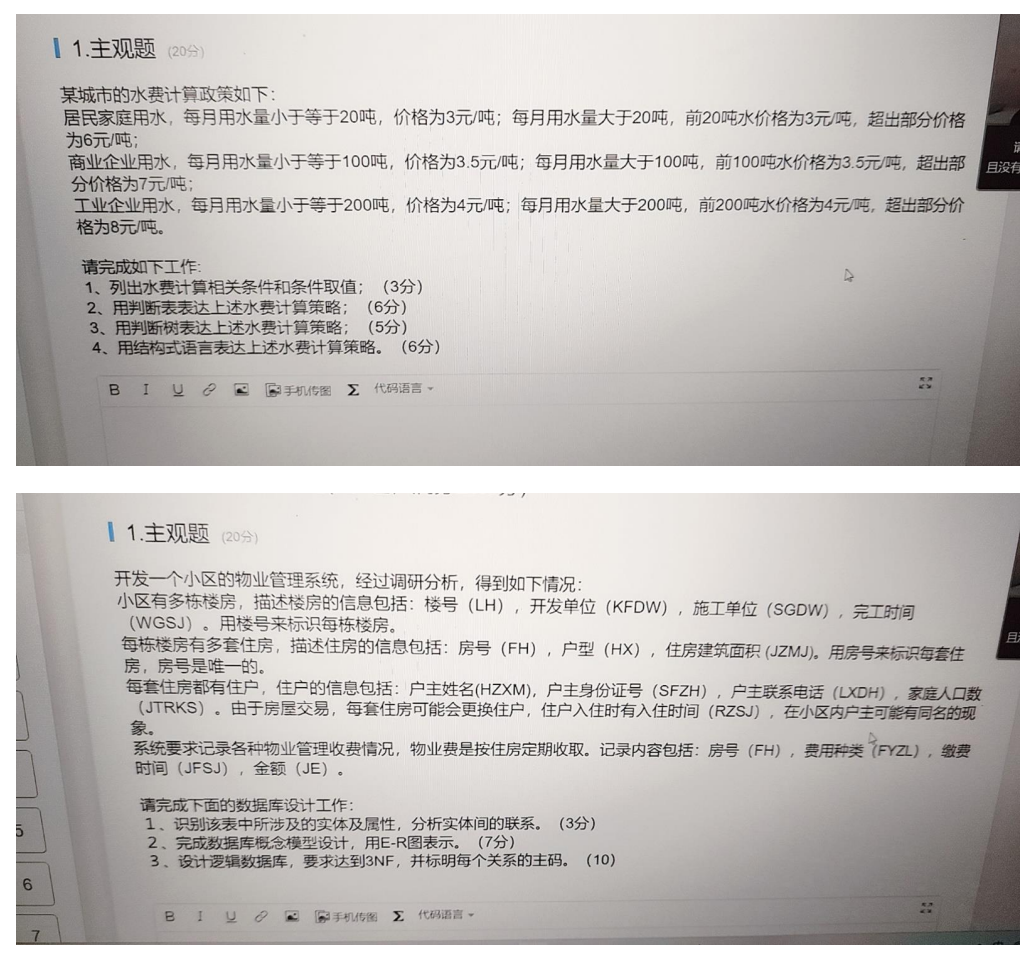 1.主观题 (20分)
某城市的水费计算政策如下：
居民家庭用水，每月用水量小于等于20吨，价格为3元/吨；每月用水量大于20吨，前20吨水价格为3元/吨，超出部分价格
为6元/吨；
商业企业用水，每月用水量小于等于100吨，价格为3.5元/吨；每月用水量大于100吨，前100吨水价格为3.5元/吨，超出部
分价格为7元/吨；
工业企业用水，每月用水量小于等于200吨，价格为4元/吨；每月用水量大于200吨，前200吨水价格为4元/吨，超出部分价
格为8元/吨。
且没有
请完成如下工作：
1、列出水费计算相关条件和条件取值；（3分）
2、用判断表表达上述水费计算策略；（6分）
3、用判断树表达上述水费计算策略；（5分）
4、用结构式语言表达上述水费计算策略。（6分）
B I U 手机传图 Σ 代码语言
1.主观题 (20分)
开发一个小区的物业管理系统，经过调研分析，得到如下情况：
小区有多栋楼房，描述楼房的信息包括：楼号（LH），开发单位（KFDW），施工单位（SGDW），完工时间
（WGSJ）。用楼号来标识每栋楼房。
每栋楼房有多套住房，描述住房的信息包括：房号（FH），户型（HX），住房建筑面积 (JZMJ)。用房号来标识每套住
房，房号是唯一的。
每套住房都有住户，住户的信息包括：户主姓名(HZXM)，户主身份证号（SFZH），户主联系电话（LXDH），家庭人口数
（JTRKS）。由于房屋交易，每套住房可能会更换住户，住户入住时有入住时间（RZSJ），在小区内户主可能有同名的现
象。
系统要求记录各种物业管理收费情况，物业费是按住房定期收取。记录内容包括：房号（FH），费用种类（FYZL），缴费
时间（JFSJ），金额（JE）。
请完成下面的数据库设计工作：
1、识别该表中所涉及的实体及属性，分析实体间的联系。（3分）
2、完成数据库概念模型设计，用E-R图表示。（7分）
3、设计逻辑数据库，要求达到3NF，并标明每个关系的主码。（10）
B I U 手机传图 Σ 代码语言
5
6
7